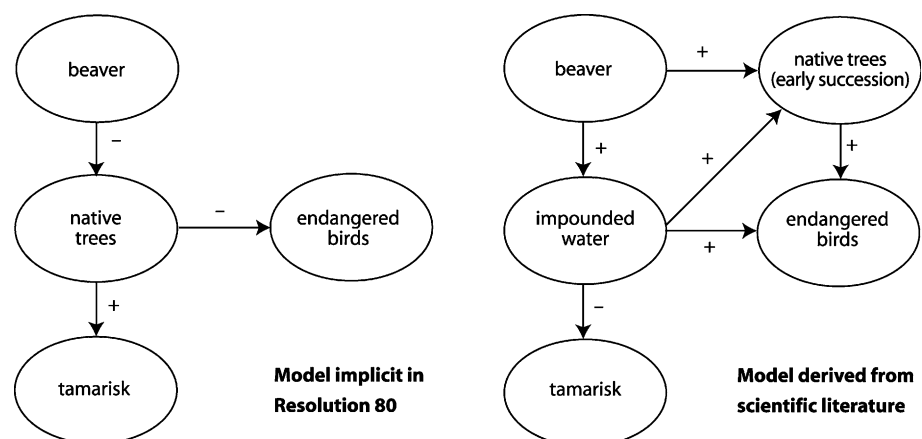 beaver
–
native
trees
–
endangered
birds
+
tamarisk
Model implicit in
Resolution 80
beaver
+
native trees
(early succession)
+
+
+
impounded
water
+
endangered
birds
–
tamarisk
Model derived from
scientific literature